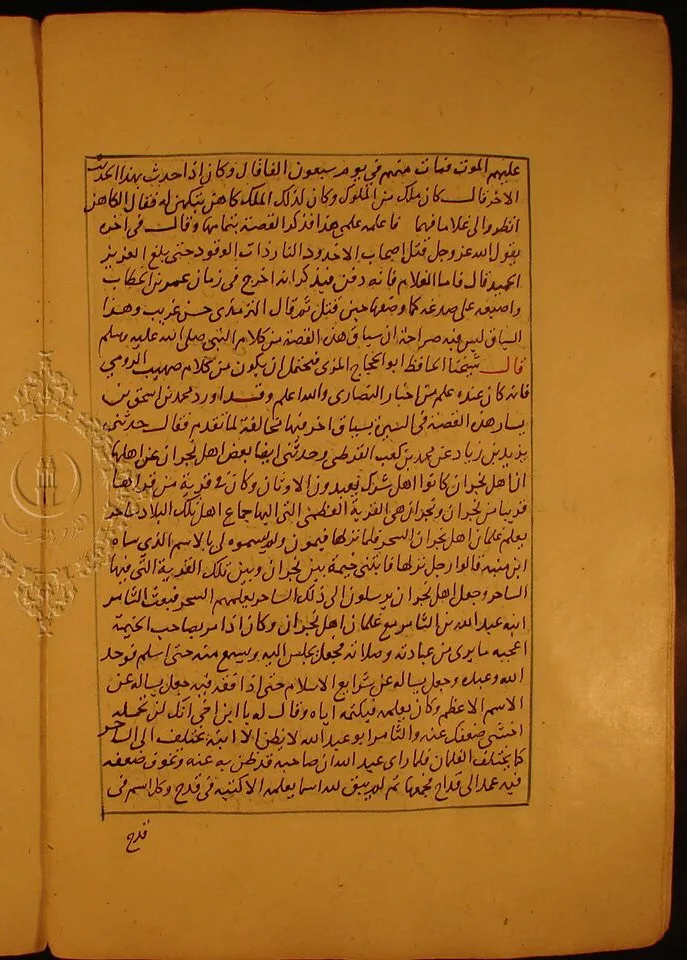 عليهم الموت فمات منهم في يوم سبعون الفا قال وكان اذا حدث بهذا الحديث
الاخر قال كان ملك من الملوك وكان لذلك الملك كاهن يتكهن له فقال الكاهن
انظروا لي غلاما فهما فاعلمه علمي هذا فذكر القصة بتمامها وقال في اخره
يقول الله عز وجل قتل اصحاب الاخدود النار ذات الوقود حتى بلغ العزيز
الحميد قال فاما الغلام فانه دفن فيذكر انه اخرج في زمان عمر بن الخطاب
واصبعه على صدغه كما وضعها حين قتل ثم قال الترمذي حسن غريب وهذا
السياق ليس فيه صراحة ان سياق هذه القصة من كلام النبي صلى الله عليه وسلم
قال شيخنا الحافظ ابو الحجاج المزي فيحتمل ان يكون من كلام صهيب الرومي
فانه كان عنده علم من اخبار النصارى والله اعلم وقد اورد محمد بن اسحق بن
يسار هذه القصة في السيرة بسياق اخر فيها مخالفة لما تقدم فقال حدثني
يزيد بن زياد عن محمد بن كعب القرظي وحدثني ايضا بعض اهل نجران عن اهلها
ان اهل نجران كانوا اهل شرك يعبدون الاوثان وكان في قرية من قراها
قريبا من نجران ونجران هي القرية العظمى التي اليها جماع اهل تلك البلاد ساحر
يعلم غلمان اهل نجران السحر فلما نزلها فيمون ولم يسموه لي بالاسم الذي سماه
ابن منبه قالوا رجل نزلها فابتنى خيمة بين نجران وبين تلك القرية التي فيها
الساحر وجعل اهل نجران يرسلون الى ذلك الساحر يعلمهم السحر فبعث الثامر
ابنه عبد الله بن الثامر مع غلمان اهل نجران وكان اذا مر بصاحب الخيمة
اعجبه ما يرى من عبادته وصلاته فجعل يجلس اليه ويسمع منه حتى اسلم فوحد
الله وعبده وجعل يساله عن شرايع الاسلام حتى اذا فقه فيه جعل يساله عن
الاسم الاعظم وكان يعلمه فيكتمه اياه وقال له يا ابن اخي انك لن تحمله
اخشى ضعفك عنه والثامر ابو عبد الله لا يظن الا ابنه يختلف الى الساحر
كما يختلف الغلمان فلما راى عبد الله ان صاحبه قد ظن به عنه وتخوف ضعفه
فيه عمد الى قداح فجمعها ثم لم يبق لله اسما يعلمه الا كتبه في قدح وكل اسم في
قدح